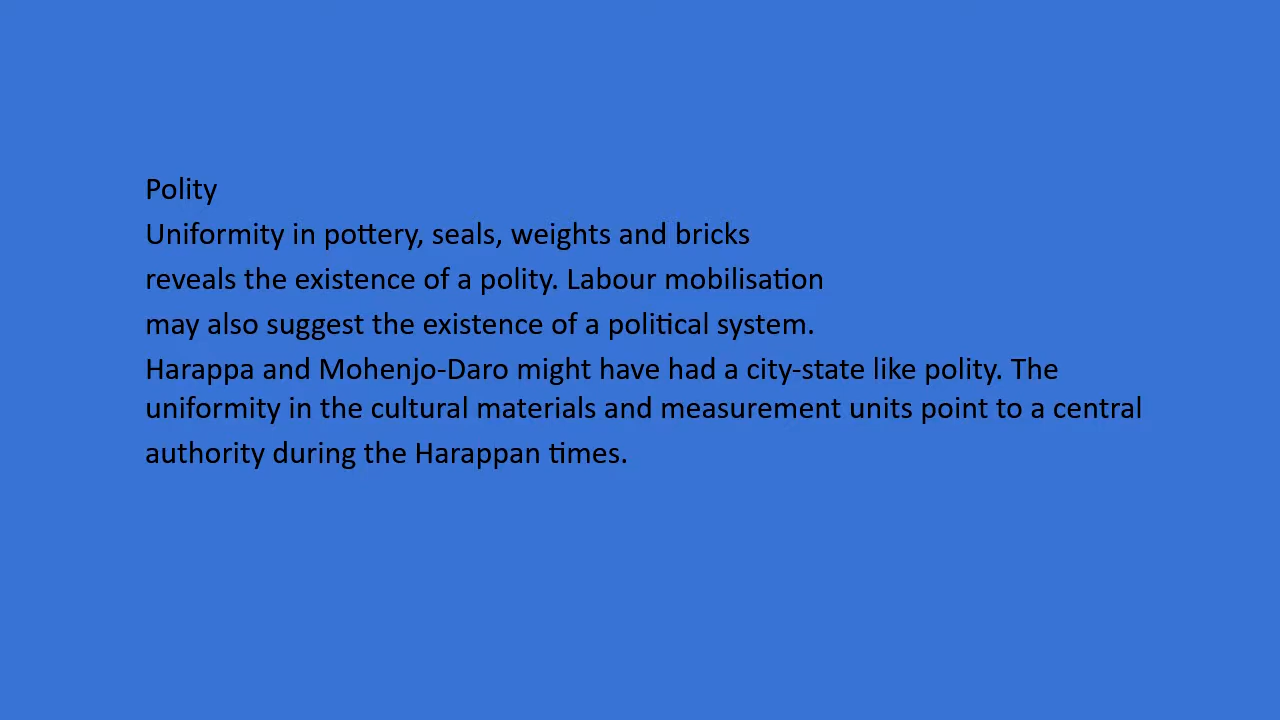 Polity
Uniformity in pottery, seals, weights and bricks
reveals the existence of a polity. Labour mobilisation
may also suggest the existence of a political system.
Harappa and Mohenjo-Daro might have had a city-state like polity. The
uniformity in the cultural materials and measurement units point to a central
authority during the Harappan times.